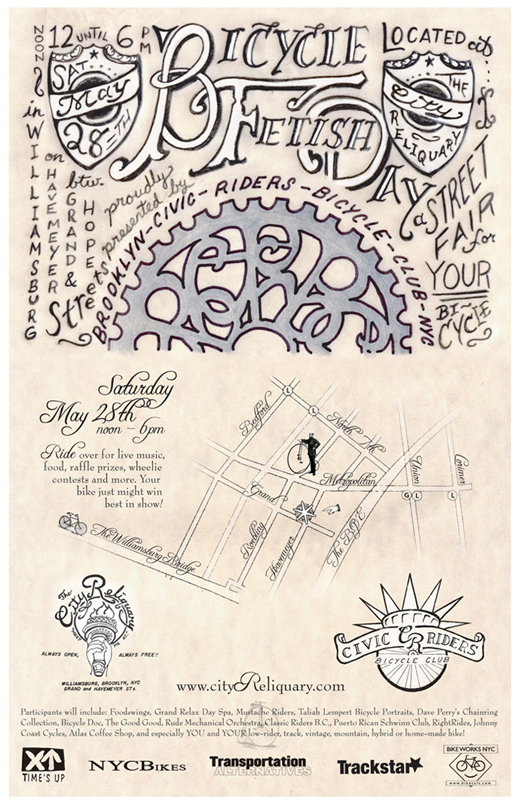 NOON 12 UNTIL 6 PM
SAT.
May
28TH
BICYCLE
FETISH
DAY
LOCATED at:
THE
City
RELIQUARY
in WILLIAMSBURG
on HAVEMEYER
btw. GRAND & HOPE
Streets
proudly
presented by
BROOKLYN-CIVIC-RIDERS-BICYCLE-CLUB-NYC
a STREET
FAIR
for
YOUR
BI-
CYCLE
Saturday
May 28th
noon - 6pm
Ride over for live music,
food, raffle prizes, wheelie
contests and more. Your
bike just might win
best in show!
Bedford
L
L
North 7th
Metropolitan
Union
Lorimer
G L
L
Grand
Roebling
Havemeyer
The BQE
The Williamsburg Bridge
The
City Reliquary
ALWAYS OPEN, ALWAYS FREE!!
WILLIAMSBURG, BROOKLYN, NYC
GRAND and HAVEMEYER STs.
CIVIC CR RIDERS
BICYCLE CLUB
www.cityReliquary.com
Participants will include: Foodswings, Grand Relax Day Spa, Mustache Riders, Taliah Lempert Bicycle Portraits, Dave Perry's Chainring
Collection, Bicycle Doc, The Good Good, Rude Mechanical Orchestra, Classic Riders B.C., Puerto Rican Schwinn Club, RightRides, Johnny
Coast Cycles, Atlas Coffee Shop, and especially YOU and YOUR low-rider, track, vintage, mountain, hybrid or home-made bike!
TIME'S UP
NYCBIKES
Transportation
ALTERNATIVES
Trackstar
BIKE WORKS NYC